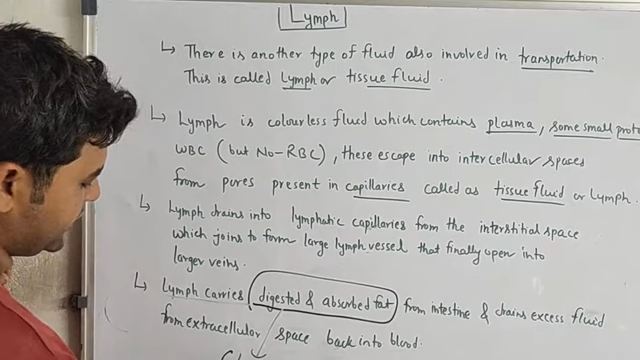 Lymph
↳ There is another type of fluid also involved in transportation.
This is called Lymph or tissue fluid.
↳ Lymph is colourless fluid which contains plasma, some small
WBC (but No-RBC), these escape into intercellular spaces
from pores present in capillaries called as tissue fluid or Lymph.
↳ Lymph drains into lymphatic capillaries from the interstitial space
which joins to form large lymph vessel that finally open into
larger veins.
↳ Lymph carries (digested & absorbed fat) from intestine & drains excess fluid
from extracellular space back into blood.